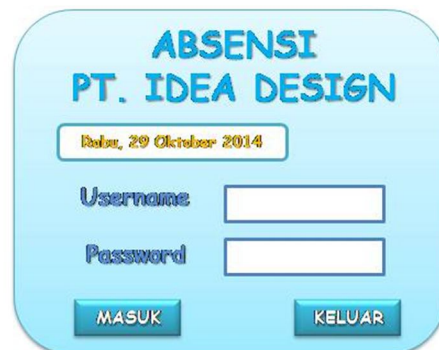 ABSENSI
PT. IDEA DESIGN
Rabu, 29 Oktober 2014
Username
Password
MASUK KELUAR